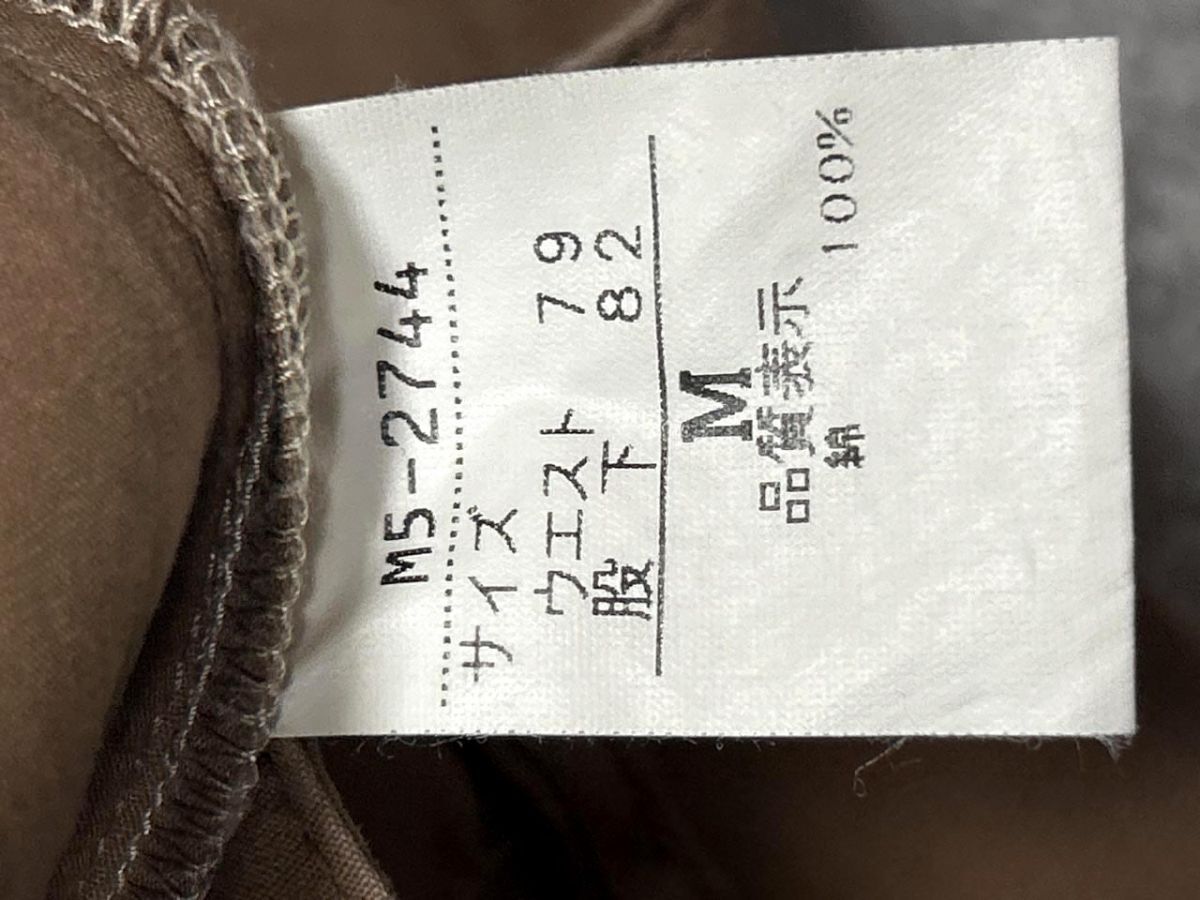 M5-2744
サイズ
ウエスト 79
股下 82
M
品質表示
綿 100%